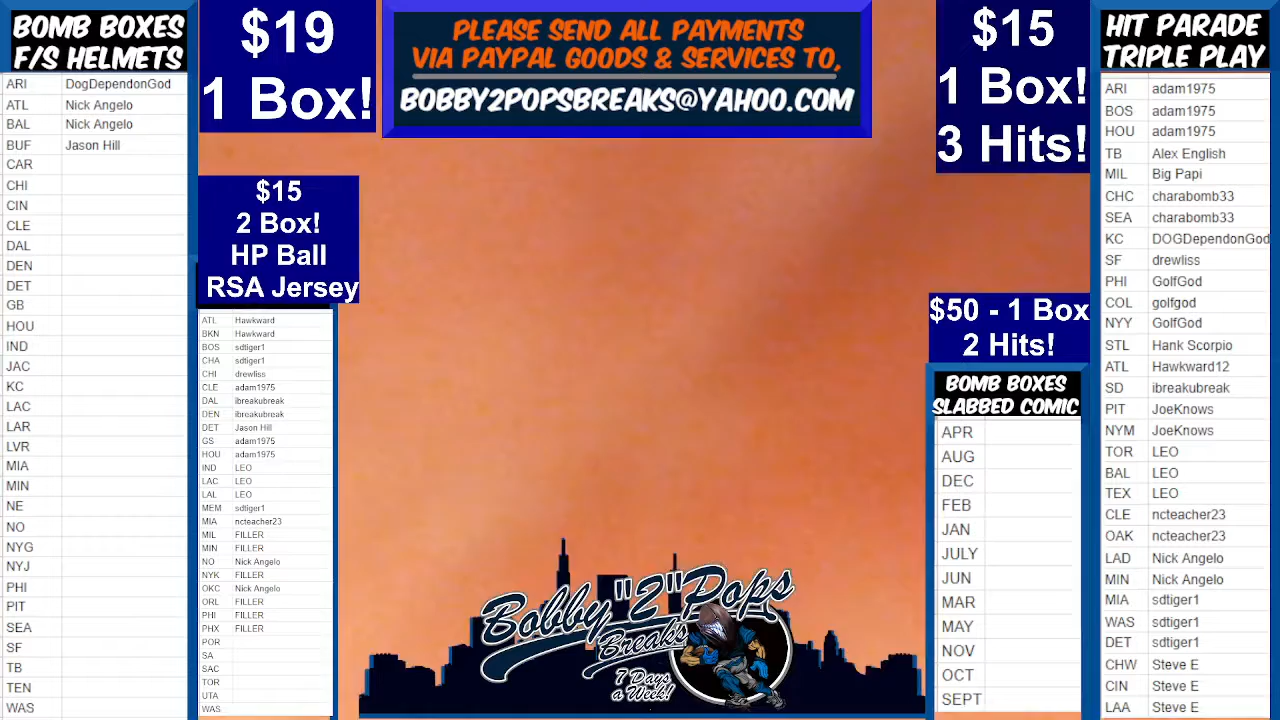 BOMB BOXES
F/S HELMETS
ARI DogDependonGod
ATL Nick Angelo
BAL Nick Angelo
BUF Jason Hill
CAR
CHI
CIN
CLE
DAL
DEN
DET
GB
HOU
IND
JAC
KC
LAC
LAR
LVR
MIA
MIN
NE
NO
NYG
NYJ
PHI
PIT
SEA
SF
TB
TEN
WAS
$19
1 Box!
$15
2 Box!
HP Ball
RSA Jersey
ATL Hawkward
BKN Hawkward
BOS sdtiger1
CHA sdtiger1
CHI drewliss
CLE adam1975
DAL ibreakubreak
DEN ibreakubreak
DET Jason Hill
GS adam1975
HOU adam1975
IND LEO
LAC LEO
LAL LEO
MEM sdtiger1
MIA ncteacher23
MIL FILLER
MIN FILLER
NO Nick Angelo
NYK FILLER
OKC Nick Angelo
ORL FILLER
PHI FILLER
PHX FILLER
POR
SA
SAC
TOR
UTA
WAS
PLEASE SEND ALL PAYMENTS
VIA PAYPAL GOODS & SERVICES TO,
BOBBY2POPSBREAKS@YAHOO.COM
Bobby "2" Pops
Breaks
7 Days
a Week!
$15
1 Box!
3 Hits!
$50 - 1 Box
2 Hits!
BOMB BOXES
SLABBED COMIC
APR
AUG
DEC
FEB
JAN
JULY
JUN
MAR
MAY
NOV
OCT
SEPT
HIT PARADE
TRIPLE PLAY
ARI adam1975
BOS adam1975
HOU adam1975
TB Alex English
MIL Big Papi
CHC charabomb33
SEA charabomb33
KC DOGDependonGod
SF drewliss
PHI GolfGod
COL golfgod
NYY GolfGod
STL Hank Scorpio
ATL Hawkward12
SD ibreakubreak
PIT JoeKnows
NYM JoeKnows
TOR LEO
BAL LEO
TEX LEO
CLE ncteacher23
OAK ncteacher23
LAD Nick Angelo
MIN Nick Angelo
MIA sdtiger1
WAS sdtiger1
DET sdtiger1
CHW Steve E
CIN Steve E
LAA Steve E